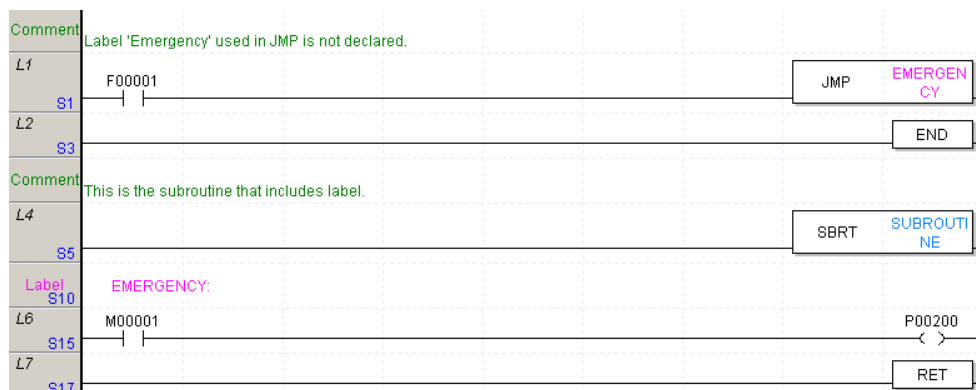 Comment
Label 'Emergency' used in JMP is not declared.
L1
F00001
JMP
EMERGEN
CY
S1
L2
END
S3
Comment
This is the subroutine that includes label.
L4
SBRT
SUBROUTI
NE
S5
Label
EMERGENCY:
S10
L6
M00001
P00200
S15
L7
RET
S17